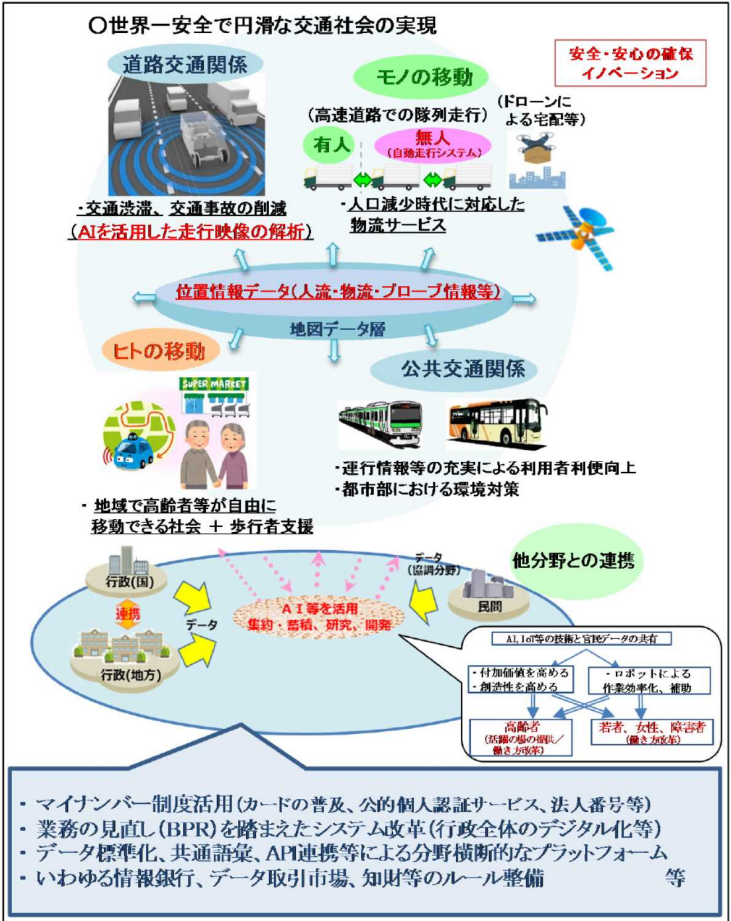 〇世界一安全で円滑な交通社会の実現
安全・安心の確保
イノベーション
道路交通関係
モノの移動
(高速道路での隊列走行)
(ドローンに
よる宅配等)
有人
無人
(自動走行システム)
・交通渋滞、交通事故の削減
(AIを活用した走行映像の解析)
・人口減少時代に対応した
物流サービス
位置情報データ(人流・物流・プローブ情報等)
地図データ層
ヒトの移動
公共交通関係
SUPER MARKET
・運行情報等の充実による利用者利便向上
・都市部における環境対策
・地域で高齢者等が自由に
移動できる社会 + 歩行者支援
他分野との連携
データ
(協調分野)
行政(国)
連携
データ
行政(地方)
AI等を活用
集約・蓄積、研究、開発
民間
AI,IoT等の技術と官民データの共有
・付加価値を高める
・創造性を高める
・ロボットによる
作業効率化、補助
高齢者
(活躍の場の提供/
働き方改革)
若者、女性、障害者
(働き方改革)
・マイナンバー制度活用(カードの普及、公的個人認証サービス、法人番号等)
・業務の見直し(BPR)を踏まえたシステム改革(行政全体のデジタル化等)
・データ標準化、共通語彙、API連携等による分野横断的なプラットフォーム
・いわゆる情報銀行、データ取引市場、知財等のルール整備 等